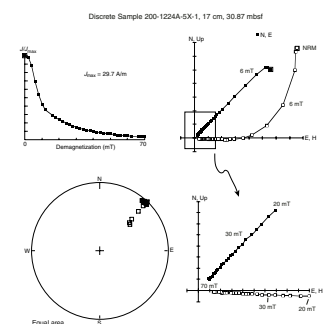 Discrete Sample 200-1224A-5X-1, 17 cm, 30.87 mbsf
J/Jmax
Jmax = 29.7 A/m
0
Demagnetization (mT)
70
N, Up
■ N, E
NRM
6 mT
6 mT
E, H
N
W
E
S
Equal area
N, Up
20 mT
30 mT
70 mT
E, H
30 mT
20 mT